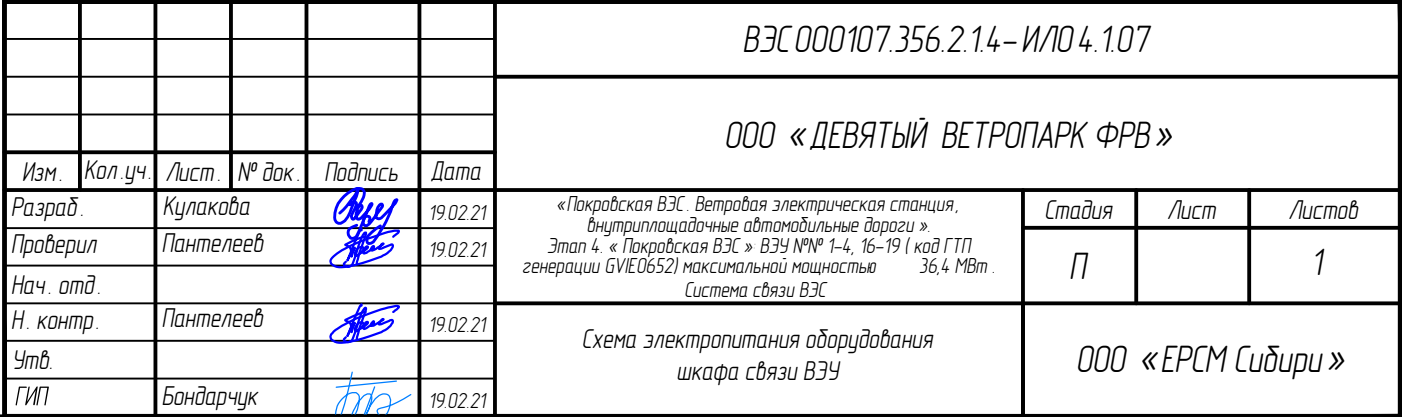 ВЭС 000107.356.2.1.4-ИЛО 4.1.07
ООО «ДЕВЯТЫЙ ВЕТРОПАРК ФРВ»
Изм. Кол.уч. Лист. № док. Подпись Дата
Разраб. Кулакова 19.02.21
Проверил Пантелеев 19.02.21
Нач. отд.
Н. контр. Пантелеев 19.02.21
Утв.
ГИП Бондарчук 19.02.21
«Покровская ВЭС. Ветровая электрическая станция,
внутриплощадочные автомобильные дороги».
Этап 4. «Покровская ВЭС» ВЭУ №№ 1-4, 16-19 (код ГТП
генерации GVIE0652) максимальной мощностью 36,4 МВт.
Система связи ВЭС
Стадия Лист Листов
П 1
Схема электропитания оборудования
шкафа связи ВЭУ
ООО «ЕРСМ Сибири»